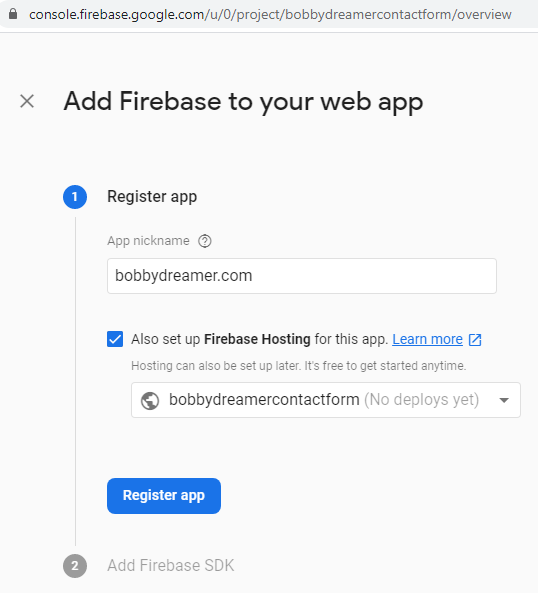 console.firebase.google.com/u/0/project/bobbydreamercontactform/overview
Add Firebase to your web app
1 Register app
App nickname ?
bobbydreamer.com
Also set up Firebase Hosting for this app. Learn more
Hosting can also be set up later. It's free to get started anytime.
bobbydreamercontactform (No deploys yet)
Register app
2 Add Firebase SDK